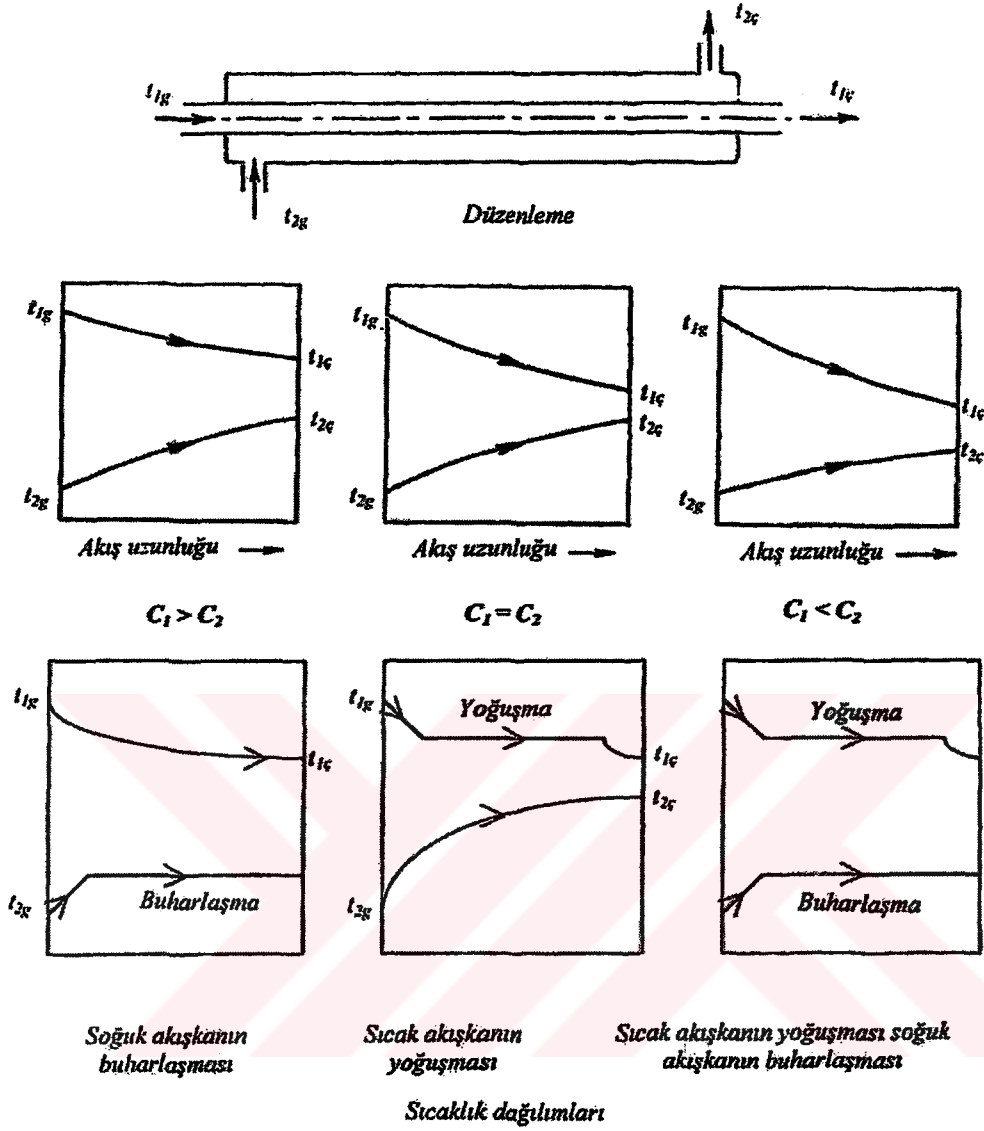 t2ç
t1g
t1ç
t2g
Düzenleme
t1g
t1ç
t2ç
t2g
Akış uzunluğu
t1g
t1ç
t2ç
t2g
Akış uzunluğu
t1g
t1ç
t2ç
t2g
Akış uzunluğu
C1 > C2
C1 = C2
C1 < C2
t1g
t1ç
t2g
Buharlaşma
t1g
Yoğuşma
t1ç
t2ç
t2g
Yoğuşma
Buharlaşma
Soğuk akışkanın
buharlaşması
Sıcak akışkanın
yoğuşması
Sıcak akışkanın yoğuşması soğuk
akışkanın buharlaşması
Sıcaklık dağılımları